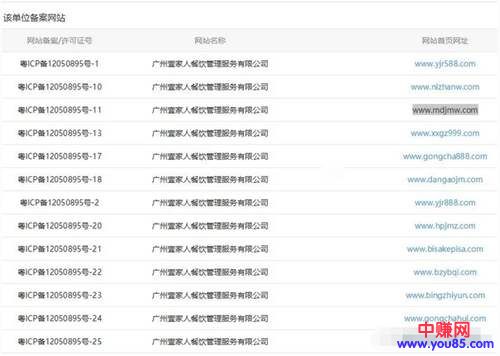 该单位备案网站
网站备案/许可证号 网站名称 网站首页网址
粤ICP备12050895号-1 广州壹家人餐饮管理服务有限公司 www.yjr588.com
粤ICP备12050895号-10 广州壹家人餐饮管理服务有限公司 www.nizhanw.com
粤ICP备12050895号-11 广州壹家人餐饮管理服务有限公司 www.mdjmw.com
粤ICP备12050895号-13 广州壹家人餐饮管理服务有限公司 www.xxgz999.com
粤ICP备12050895号-17 广州壹家人餐饮管理服务有限公司 www.gongcha888.com
粤ICP备12050895号-18 广州壹家人餐饮管理服务有限公司 www.dangaojm.com
粤ICP备12050895号-2 广州壹家人餐饮管理服务有限公司 www.yjr888.com
粤ICP备12050895号-20 广州壹家人餐饮管理服务有限公司 www.hpjmz.com
粤ICP备12050895号-21 广州壹家人餐饮管理服务有限公司 www.bisakepisa.com
粤ICP备12050895号-22 广州壹家人餐饮管理服务有限公司 www.bzybqi.com
粤ICP备12050895号-23 广州壹家人餐饮管理服务有限公司 www.bingzhiyun.com
粤ICP备12050895号-24 广州壹家人餐饮管理服务有限公司 www.gongchahui.com
粤ICP备12050895号-25 广州壹家人餐饮管理服务有限公司
中赚网
www.you85.com